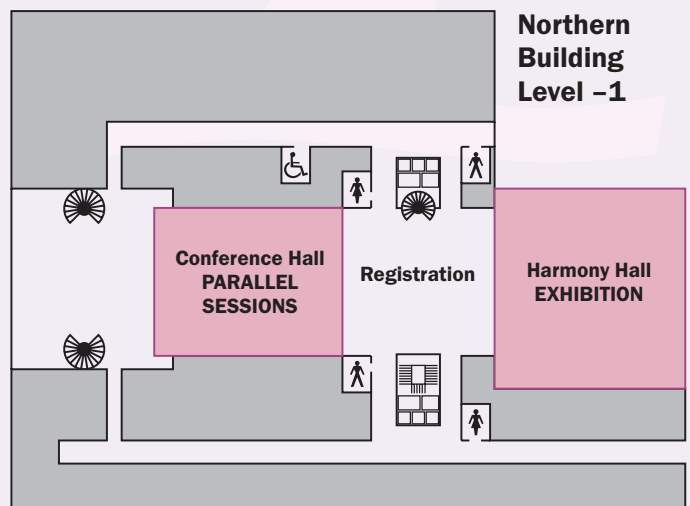 Northern
Building
Level –1
Conference Hall
PARALLEL
SESSIONS
Registration
Harmony Hall
EXHIBITION